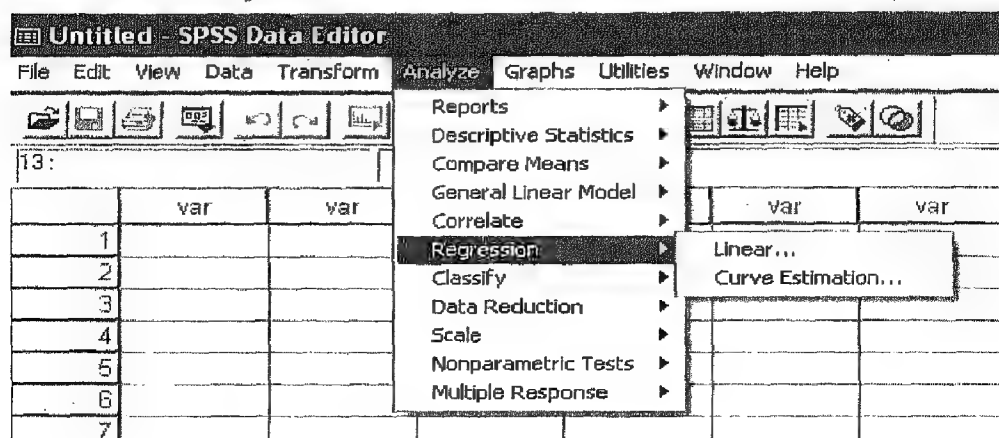 Untitled - SPSS Data Editor
File Edit View Data Transform Analyze Graphs Utilities Window Help
13 :
var var var var
Reports
Descriptive Statistics
Compare Means
General Linear Model
Correlate
Regression
Classify
Data Reduction
Scale
Nonparametric Tests
Multiple Response
Linear...
Curve Estimation...
1
2
3
4
5
6
7